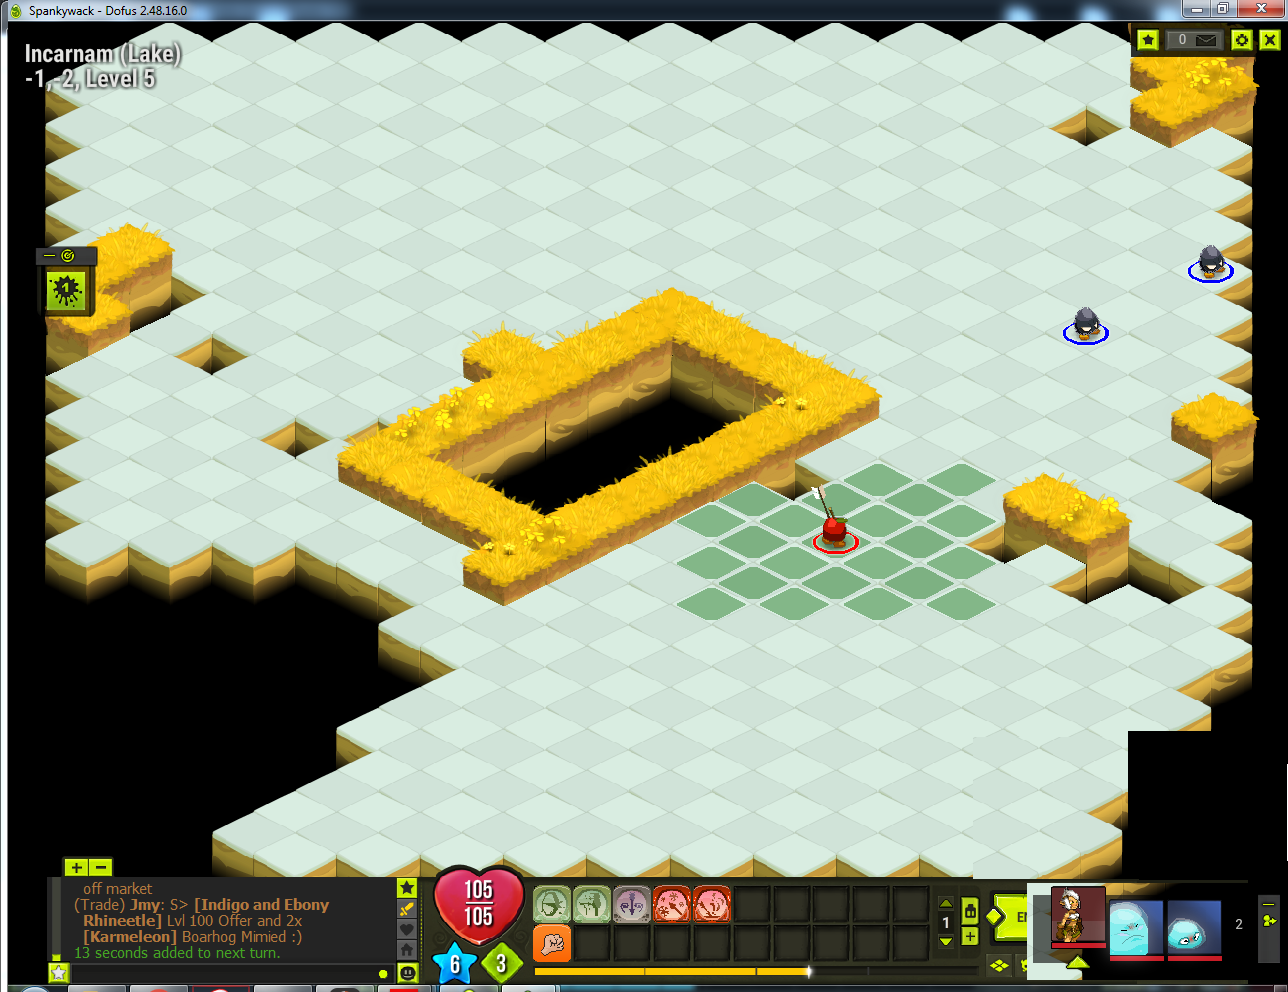 Spankywack - Dofus 2.48.16.0
Incarnam (Lake)
-1,-2, Level 5
0
1
off market
(Trade) Jmy: S> [Indigo and Ebony
Rhineetle] Lvl 100 Offer and 2x
[Karmeleon] Boarhog Mimied :)
13 seconds added to next turn.
105
105
6
3
1
2